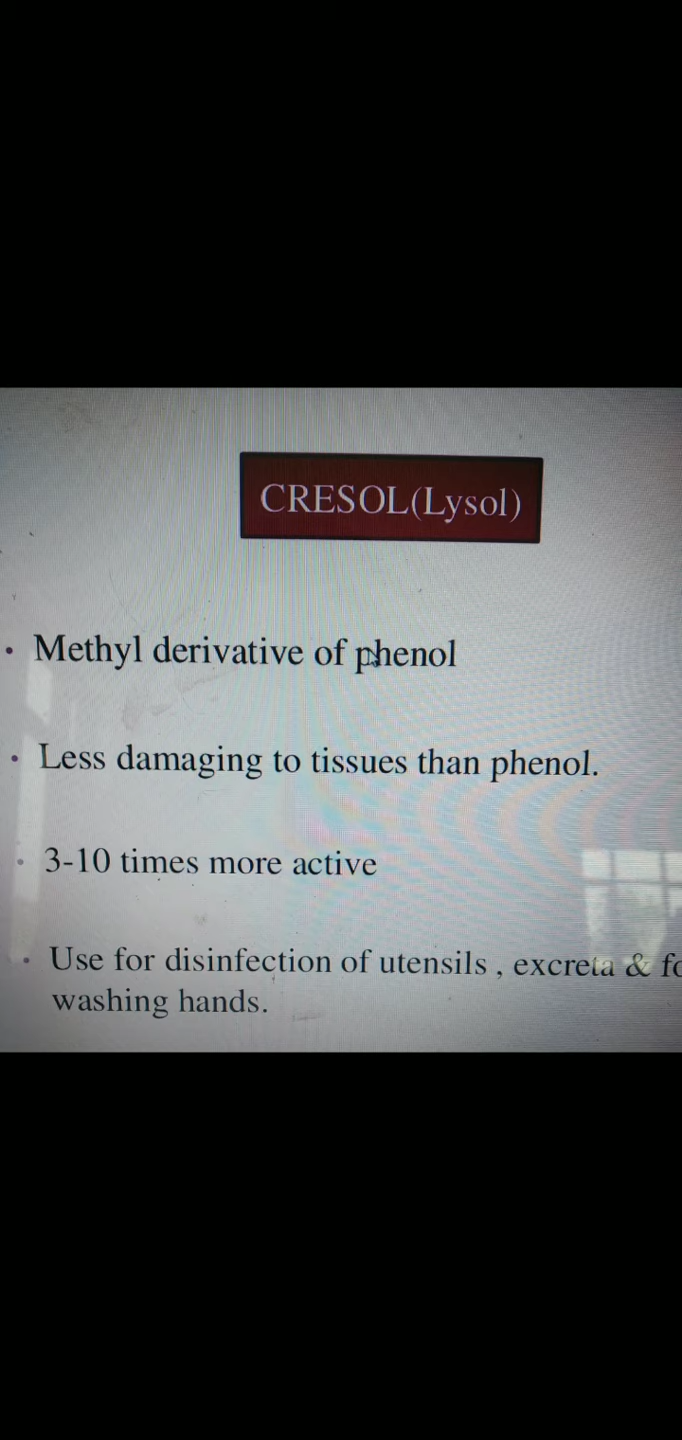 CRESOL(Lysol)
• Methyl derivative of phenol
• Less damaging to tissues than phenol.
• 3-10 times more active
• Use for disinfection of utensils , excreta &
washing hands.